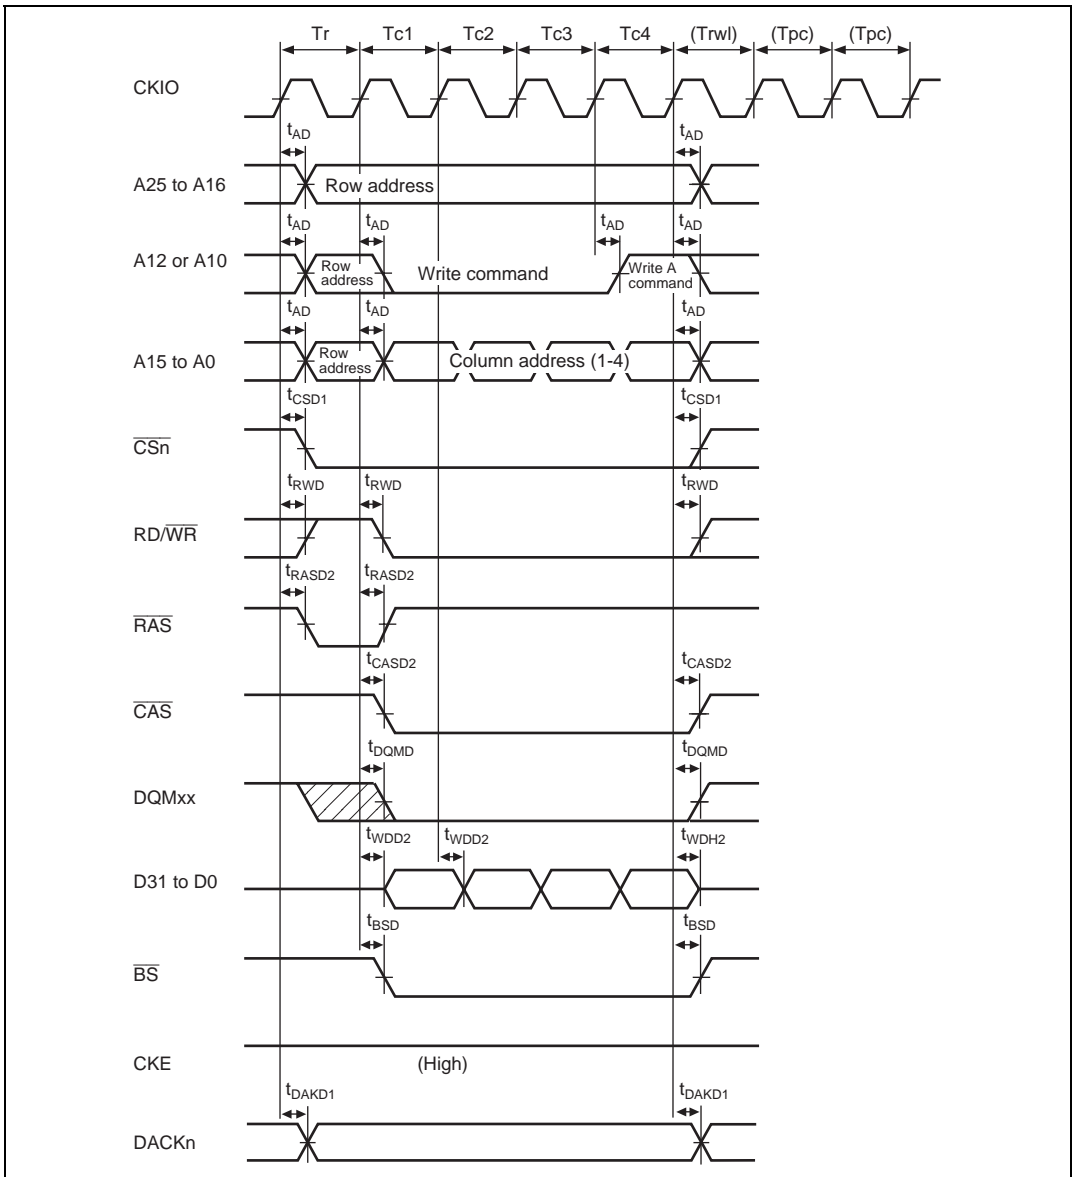 Tr Tc1 Tc2 Tc3 Tc4 (Trwl) (Tpc) (Tpc)
CKIO
tAD tAD
A25 to A16 Row address
tAD tAD tAD tAD
A12 or A10 Row address Write command Write A command
tAD tAD tAD
A15 to A0 Row address Column address (1-4)
tCSD1 tCSD1
CSn
tRWD tRWD tRWD
RD/WR
tRASD2 tRASD2
RAS
tCASD2 tCASD2
CAS
tDQMD tDQMD
DQMxx
tWDD2 tWDD2 tWDH2
D31 to D0
tBSD tBSD
BS
CKE (High)
tDAKD1 tDAKD1
DACKn